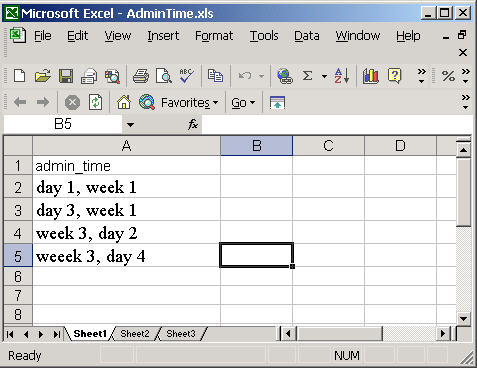 Microsoft Excel - AdminTime.xls
File Edit View Insert Format Tools Data Window Help
Favorites Go
B5 fx
A B C D
1 admin_time
2 day 1, week 1
3 day 3, week 1
4 week 3, day 2
5 weeek 3, day 4
6
7
8
Sheet1 Sheet2 Sheet3
Ready NUM